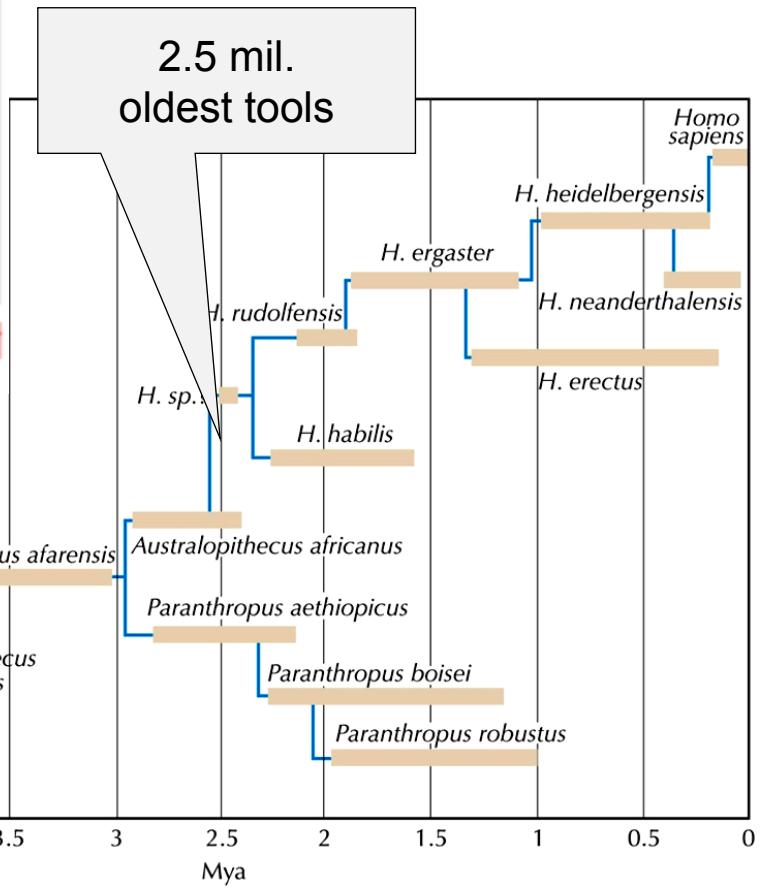 2.5 mil.
oldest tools
Homo
sapiens
H. heidelbergensis
H. ergaster
H. neanderthalensis
H. rudolfensis
H. erectus
H. sp.
H. habilis
us afarensis
Australopithecus africanus
Paranthropus aethiopicus
ecus
s
Paranthropus boisei
Paranthropus robustus
3.5 3 2.5 2 1.5 1 0.5 0
Mya